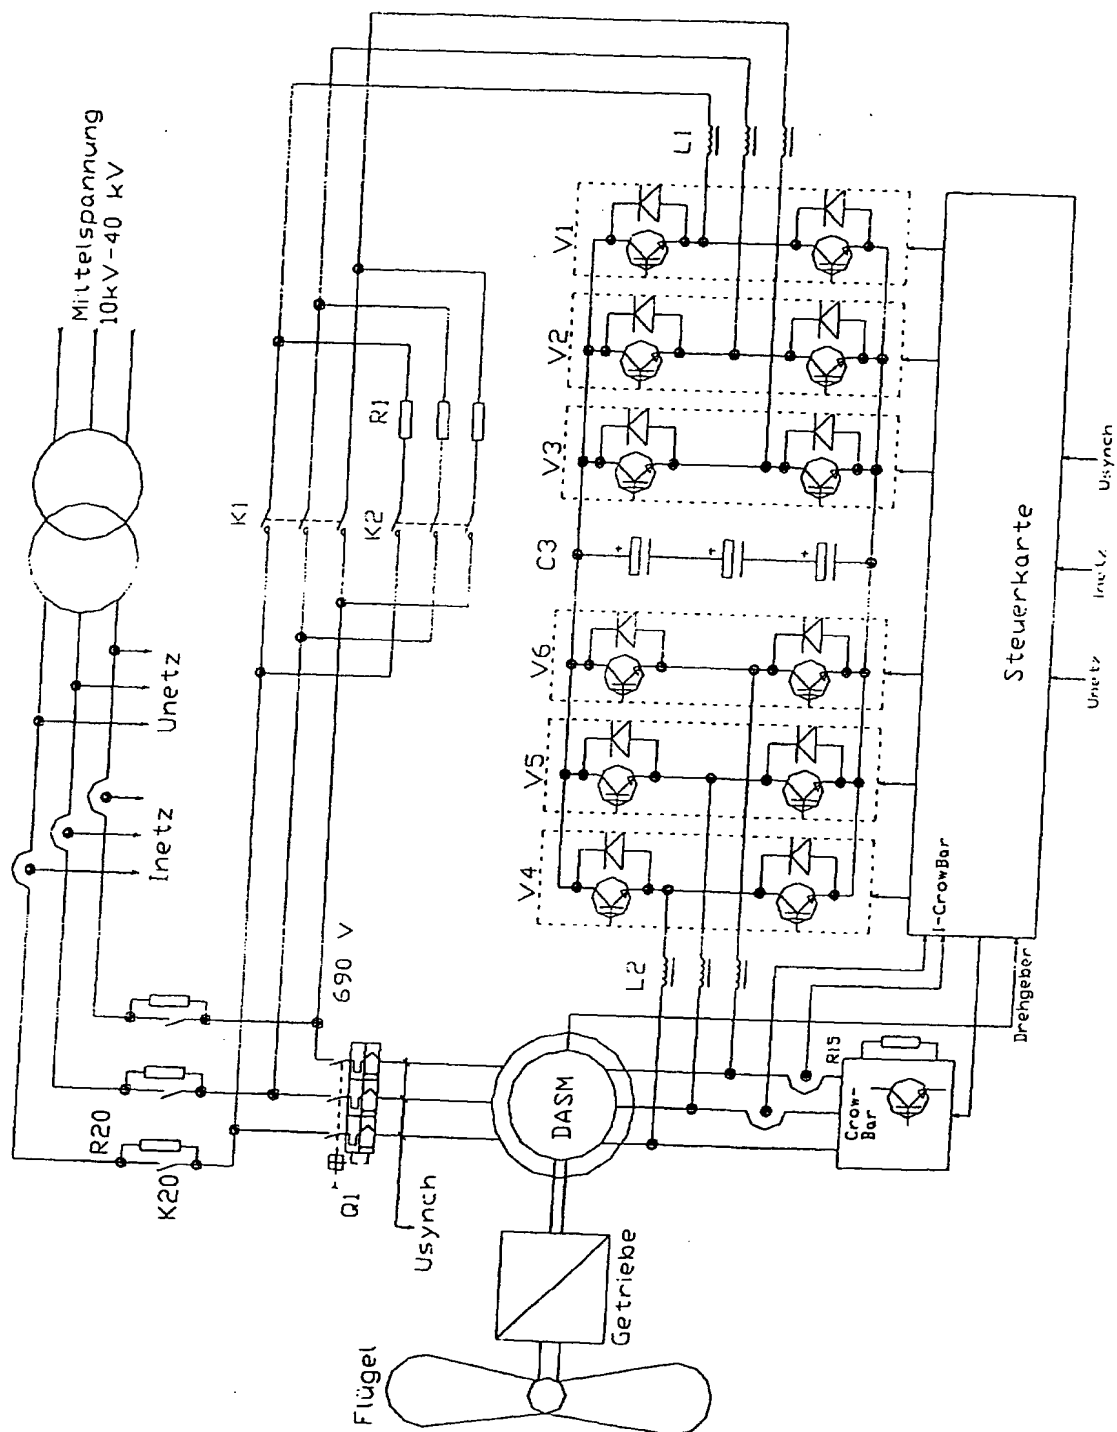 Mittelspannung
10kV-40 kV
Unetz
Inetz
K1
R1
K2
L1
V1
V2
V3
C3
V6
V5
V4
L2
R20
K20
690 V
Q1
Usynch
DASM
Getriebe
Flügel
Crow-
Bar
R15
Drehgeber
I-CrowBar
Steuerkarte
Usynch
Inetz
Unetz